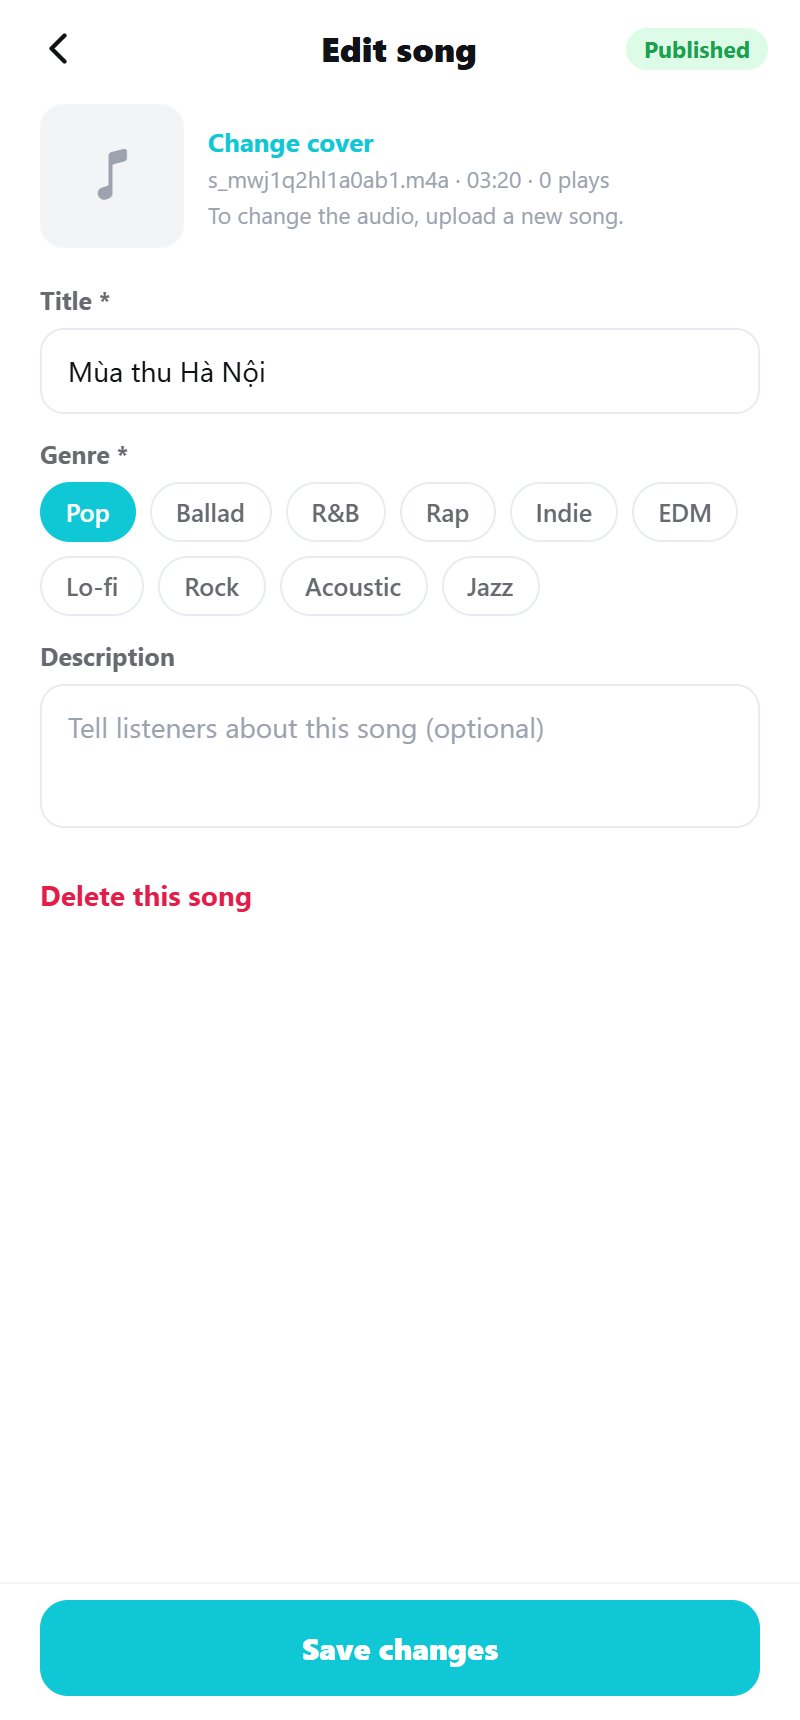 Edit song
Published
Change cover
s_mwj1q2hl1a0ab1.m4a · 03:20 · 0 plays
To change the audio, upload a new song.
Title *
Mùa thu Hà Nội
Genre *
Pop Ballad R&B Rap Indie EDM
Lo-fi Rock Acoustic Jazz
Description
Tell listeners about this song (optional)
Delete this song
Save changes